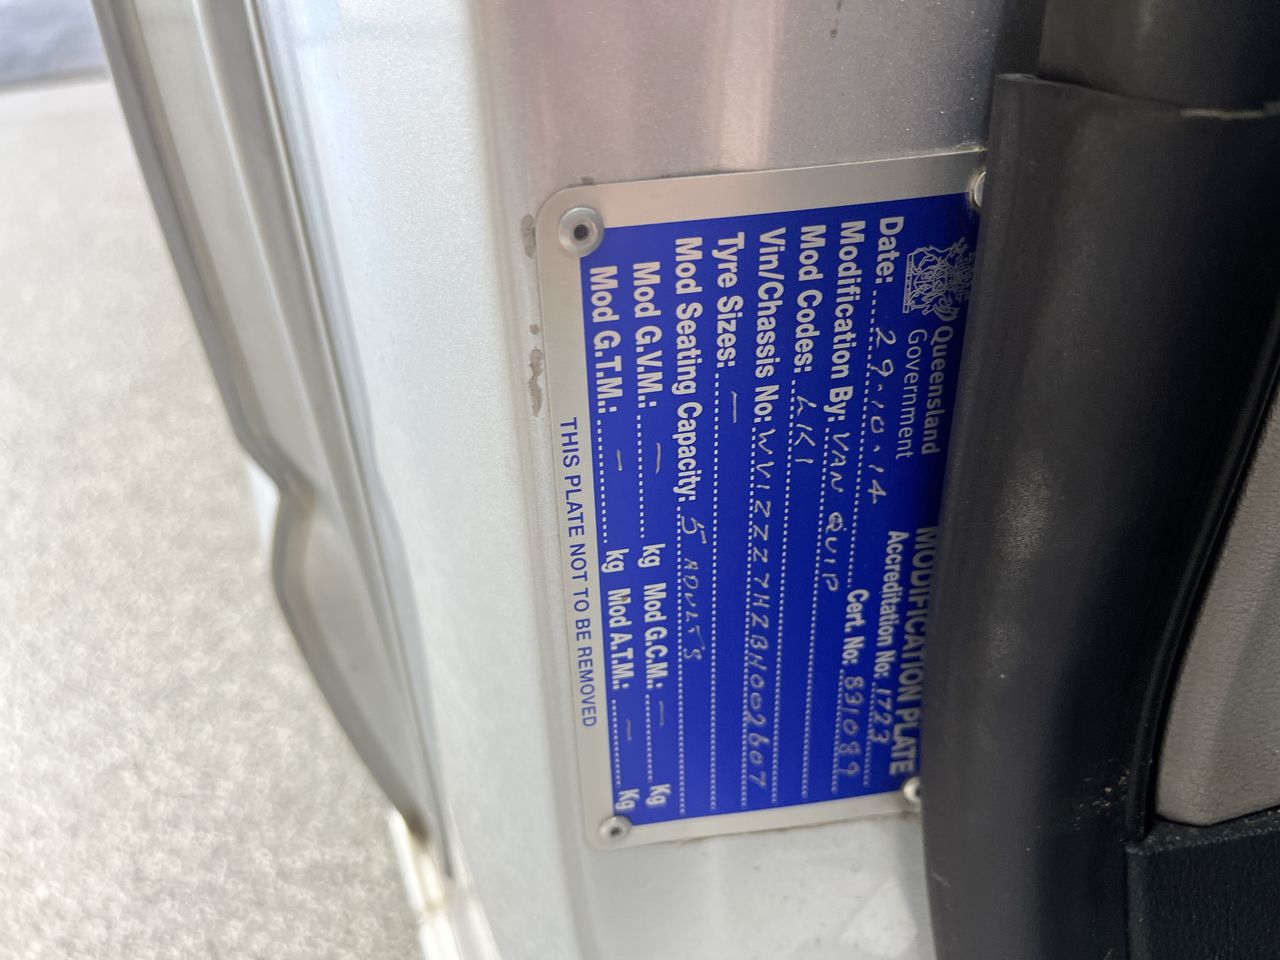 Queensland
Government
MODIFICATION PLATE
Accreditation No: 1723
Date: 29.10.14
Modification By: VAN QUIP Cert. No: 831089
Mod Codes: LK1
Vin/Chassis No: WV1ZZZ7HZBH002607
Tyre Sizes: —
Mod Seating Capacity: 5 ADULTS
Mod G.V.M.: — kg Mod G.C.M.: — Kg
Mod G.T.M.: — kg Mod A.T.M.: — Kg
THIS PLATE NOT TO BE REMOVED